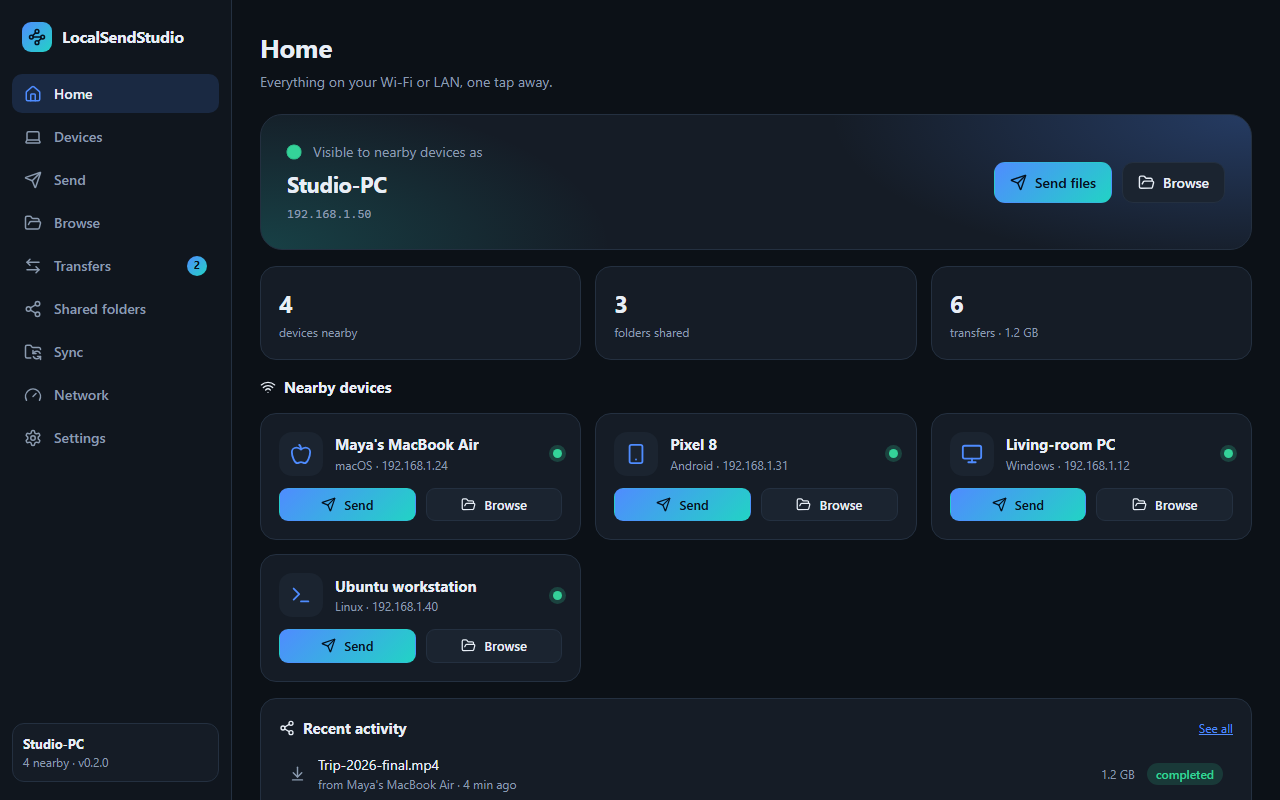 LocalSendStudio
Home
Devices
Send
Browse
Transfers
2
Shared folders
Sync
Network
Settings
Studio-PC
4 nearby · v0.2.0
Home
Everything on your Wi-Fi or LAN, one tap away.
Visible to nearby devices as
Studio-PC
192.168.1.50
Send files
Browse
4
devices nearby
3
folders shared
6
transfers · 1.2 GB
Nearby devices
Maya's MacBook Air
macOS · 192.168.1.24
Send
Browse
Pixel 8
Android · 192.168.1.31
Send
Browse
Living-room PC
Windows · 192.168.1.12
Send
Browse
Ubuntu workstation
Linux · 192.168.1.40
Send
Browse
Recent activity
See all
Trip-2026-final.mp4
from Maya's MacBook Air · 4 min ago
1.2 GB
completed